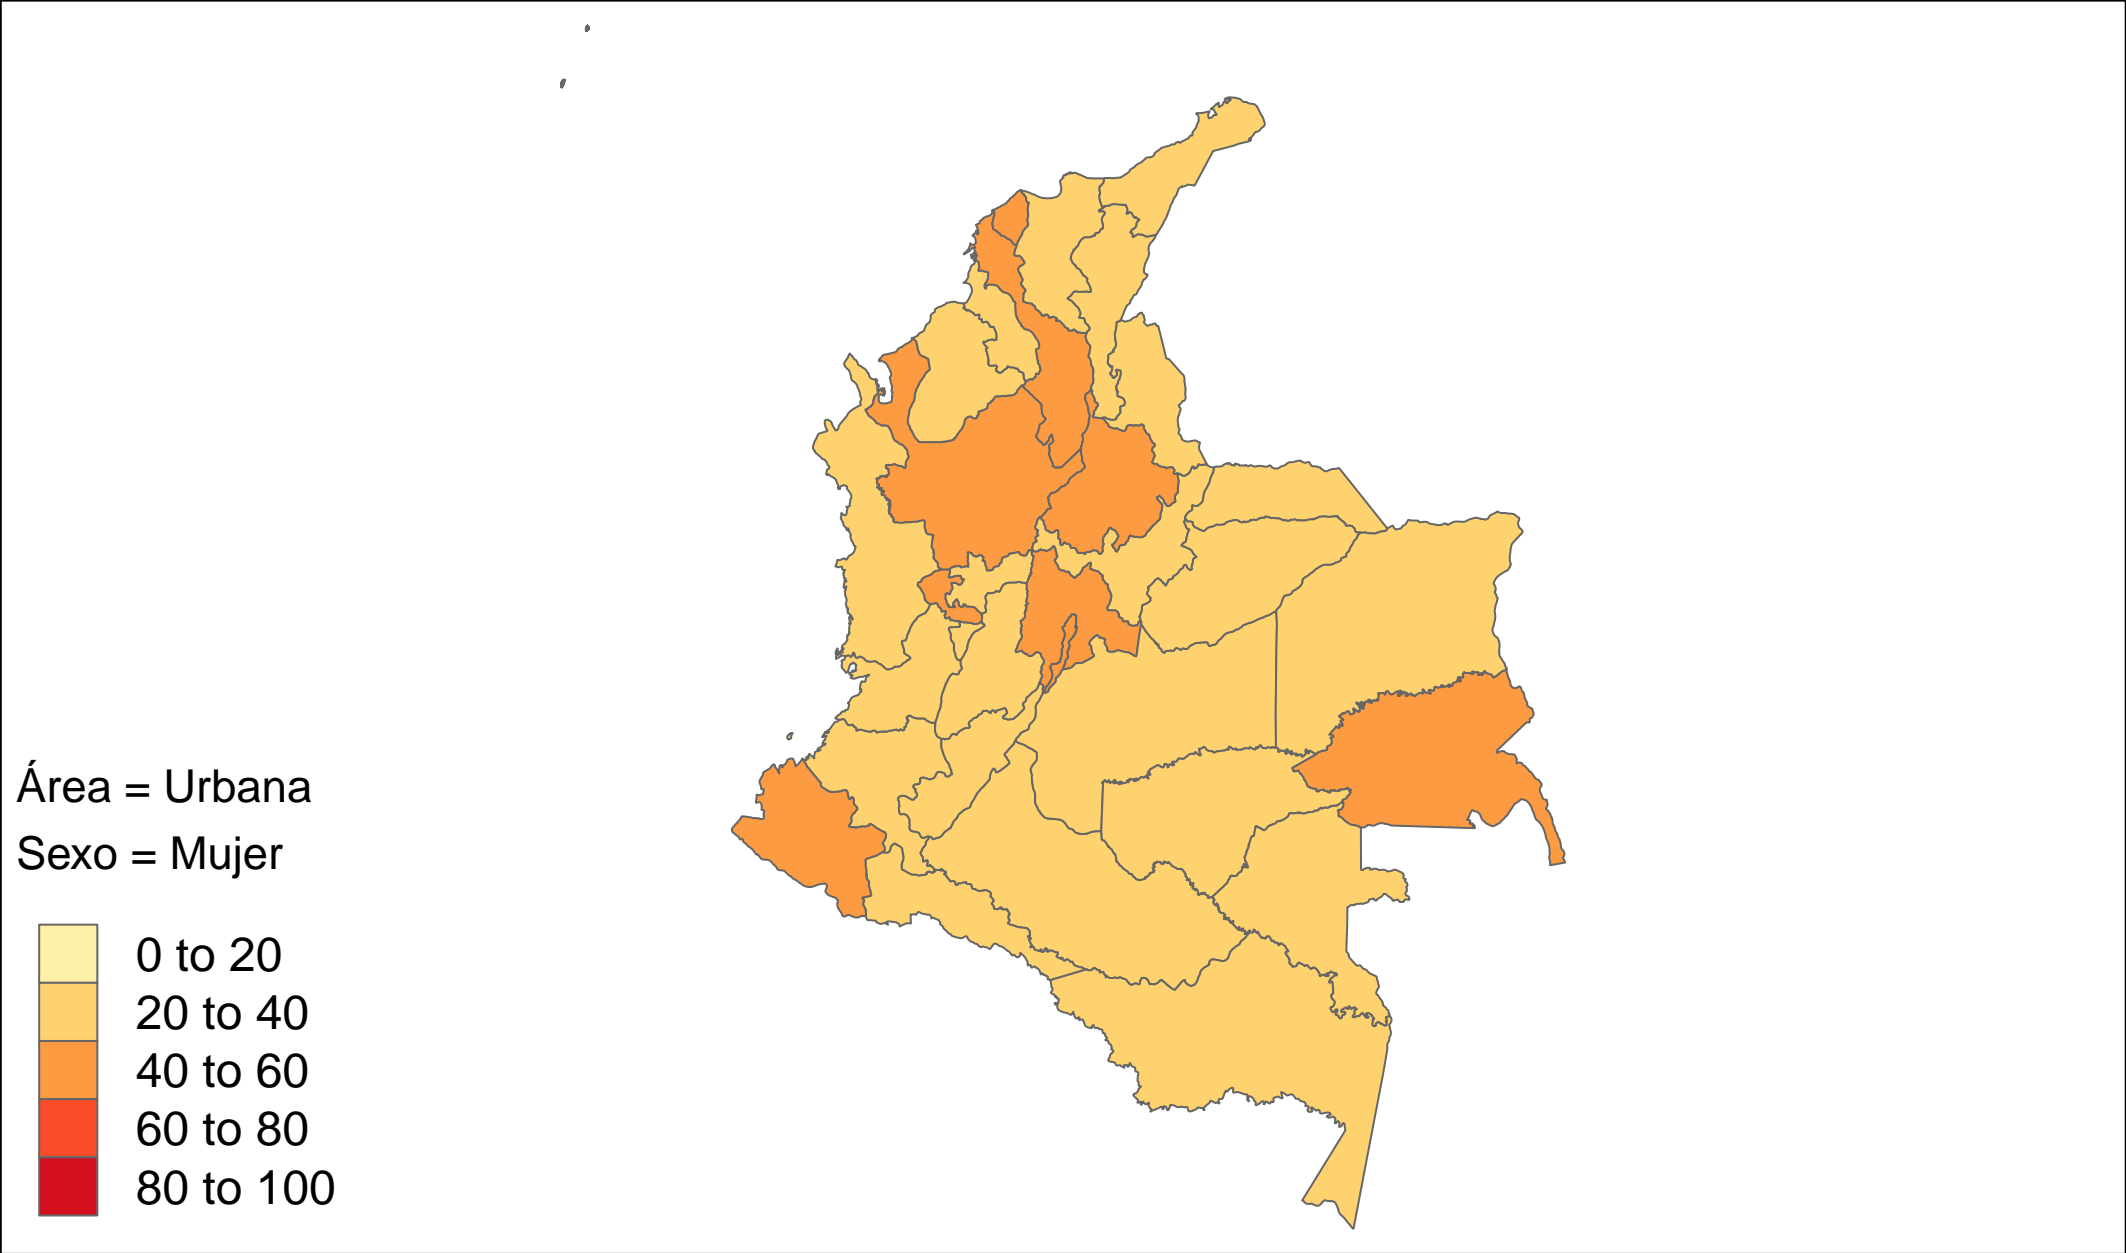 Área = Urbana
Sexo = Mujer
0 to 20
20 to 40
40 to 60
60 to 80
80 to 100